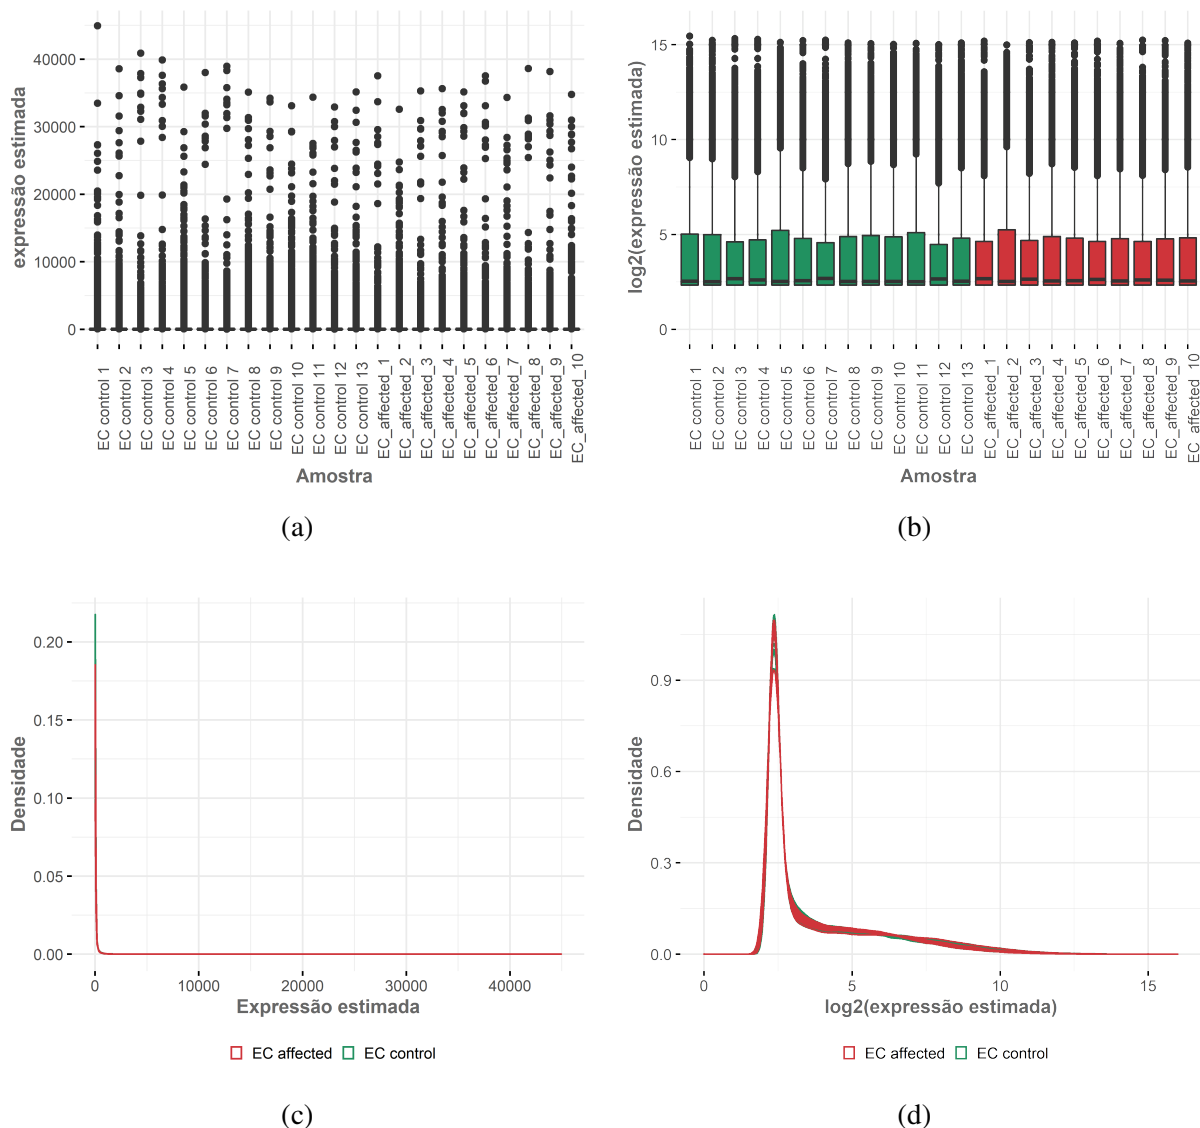 40000
30000
20000
10000
0
expressão estimada
EC control 1
EC control 2
EC control 3
EC control 4
EC control 5
EC control 6
EC control 7
EC control 8
EC control 9
EC control 10
EC control 11
EC control 12
EC control 13
EC_affected_1
EC_affected_2
EC_affected_3
EC_affected_4
EC_affected_5
EC_affected_6
EC_affected_7
EC_affected_8
EC_affected_9
EC_affected_10
Amostra
(a)
15
10
5
0
log2(expressão estimada)
EC control 1
EC control 2
EC control 3
EC control 4
EC control 5
EC control 6
EC control 7
EC control 8
EC control 9
EC control 10
EC control 11
EC control 12
EC control 13
EC_affected_1
EC_affected_2
EC_affected_3
EC_affected_4
EC_affected_5
EC_affected_6
EC_affected_7
EC_affected_8
EC_affected_9
EC_affected_10
Amostra
(b)
0.20
0.15
0.10
0.05
0.00
Densidade
0 10000 20000 30000 40000
Expressão estimada
EC affected EC control
(c)
0.9
0.6
0.3
0.0
Densidade
0 5 10 15
log2(expressão estimada)
EC affected EC control
(d)